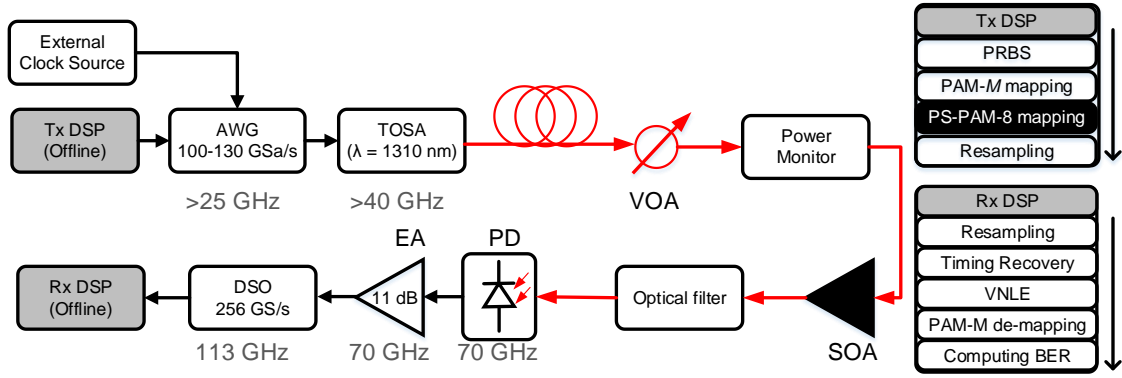 External
Clock Source
Tx DSP
(Offline)
AWG
100-130 GSa/s
>25 GHz
TOSA
(λ = 1310 nm)
>40 GHz
VOA
Power
Monitor
Rx DSP
(Offline)
DSO
256 GS/s
113 GHz
EA
11 dB
70 GHz
PD
70 GHz
Optical filter
SOA
Tx DSP
PRBS
PAM-M mapping
PS-PAM-8 mapping
Resampling
Rx DSP
Resampling
Timing Recovery
VNLE
PAM-M de-mapping
Computing BER